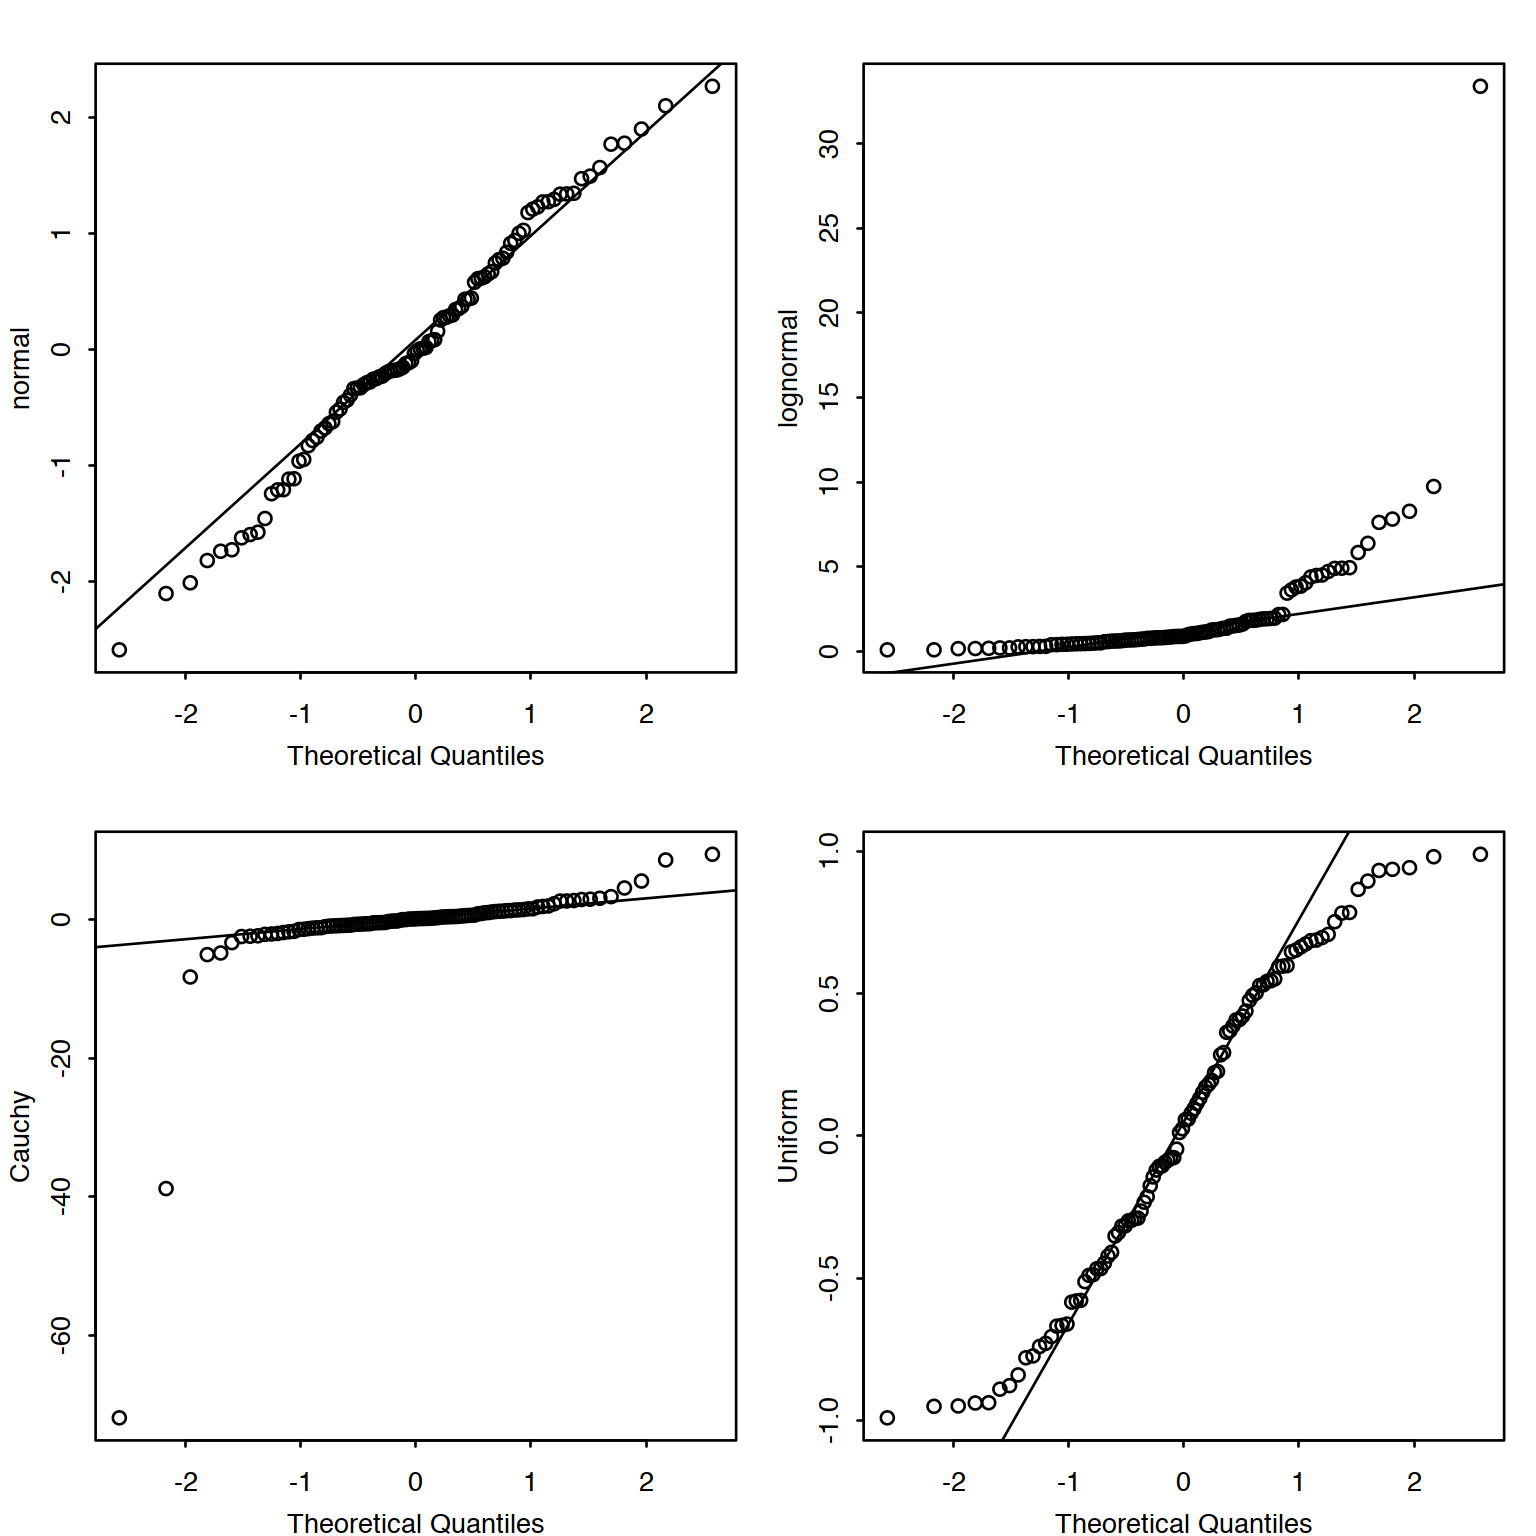 normal
2
1
0
-1
-2
-2 -1 0 1 2
Theoretical Quantiles
lognormal
30
25
20
15
10
5
0
-2 -1 0 1 2
Theoretical Quantiles
Cauchy
0
-20
-40
-60
-2 -1 0 1 2
Theoretical Quantiles
Uniform
1.0
0.5
0.0
-0.5
-1.0
-2 -1 0 1 2
Theoretical Quantiles